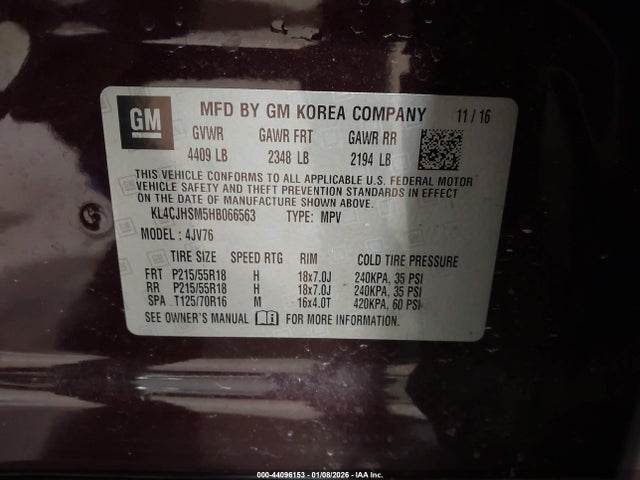 GM MFD BY GM KOREA COMPANY 11/16
GVWR GAWR FRT GAWR RR
4409 LB 2348 LB 2194 LB
THIS VEHICLE CONFORMS TO ALL APPLICABLE U.S. FEDERAL MOTOR
VEHICLE SAFETY AND THEFT PREVENTION STANDARDS IN EFFECT
ON THE DATE OF MANUFACTURE SHOWN ABOVE.
KL4CJHSM5HB066563 TYPE: MPV
MODEL: 4JV76
TIRE SIZE SPEED RTG RIM COLD TIRE PRESSURE
FRT P215/55R18 H 18x7.0J 240KPA, 35 PSI
RR P215/55R18 H 18x7.0J 240KPA, 35 PSI
SPA T125/70R16 M 16x4.0T 420KPA, 60 PSI
SEE OWNER'S MANUAL FOR MORE INFORMATION.
000-44096153 - 01/08/2026 - IAA Inc.